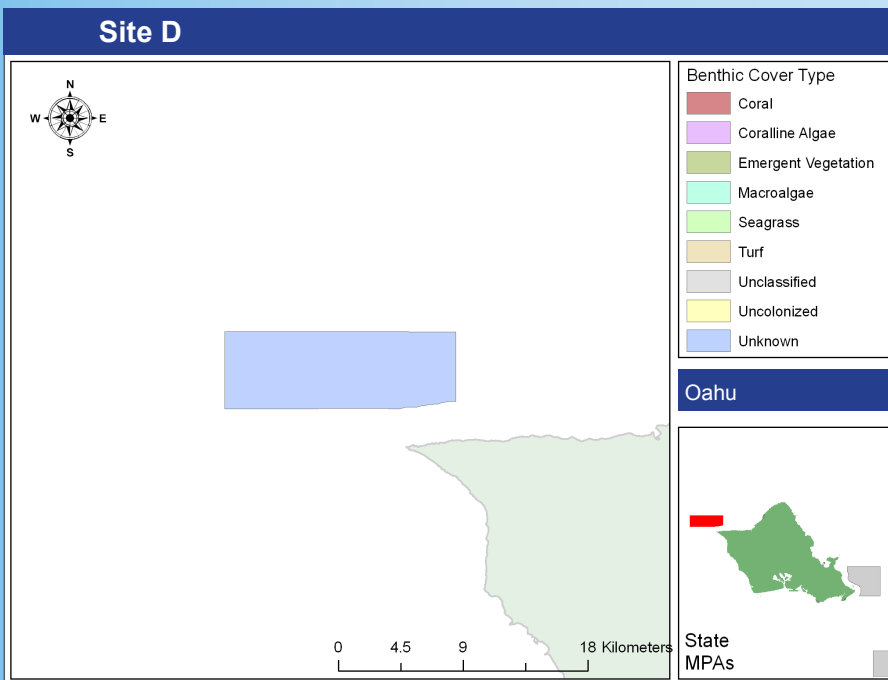 Site D
N
W E
S
0 4.5 9 18 Kilometers
Benthic Cover Type
Coral
Coralline Algae
Emergent Vegetation
Macroalgae
Seagrass
Turf
Unclassified
Uncolonized
Unknown
Oahu
State
MPAs